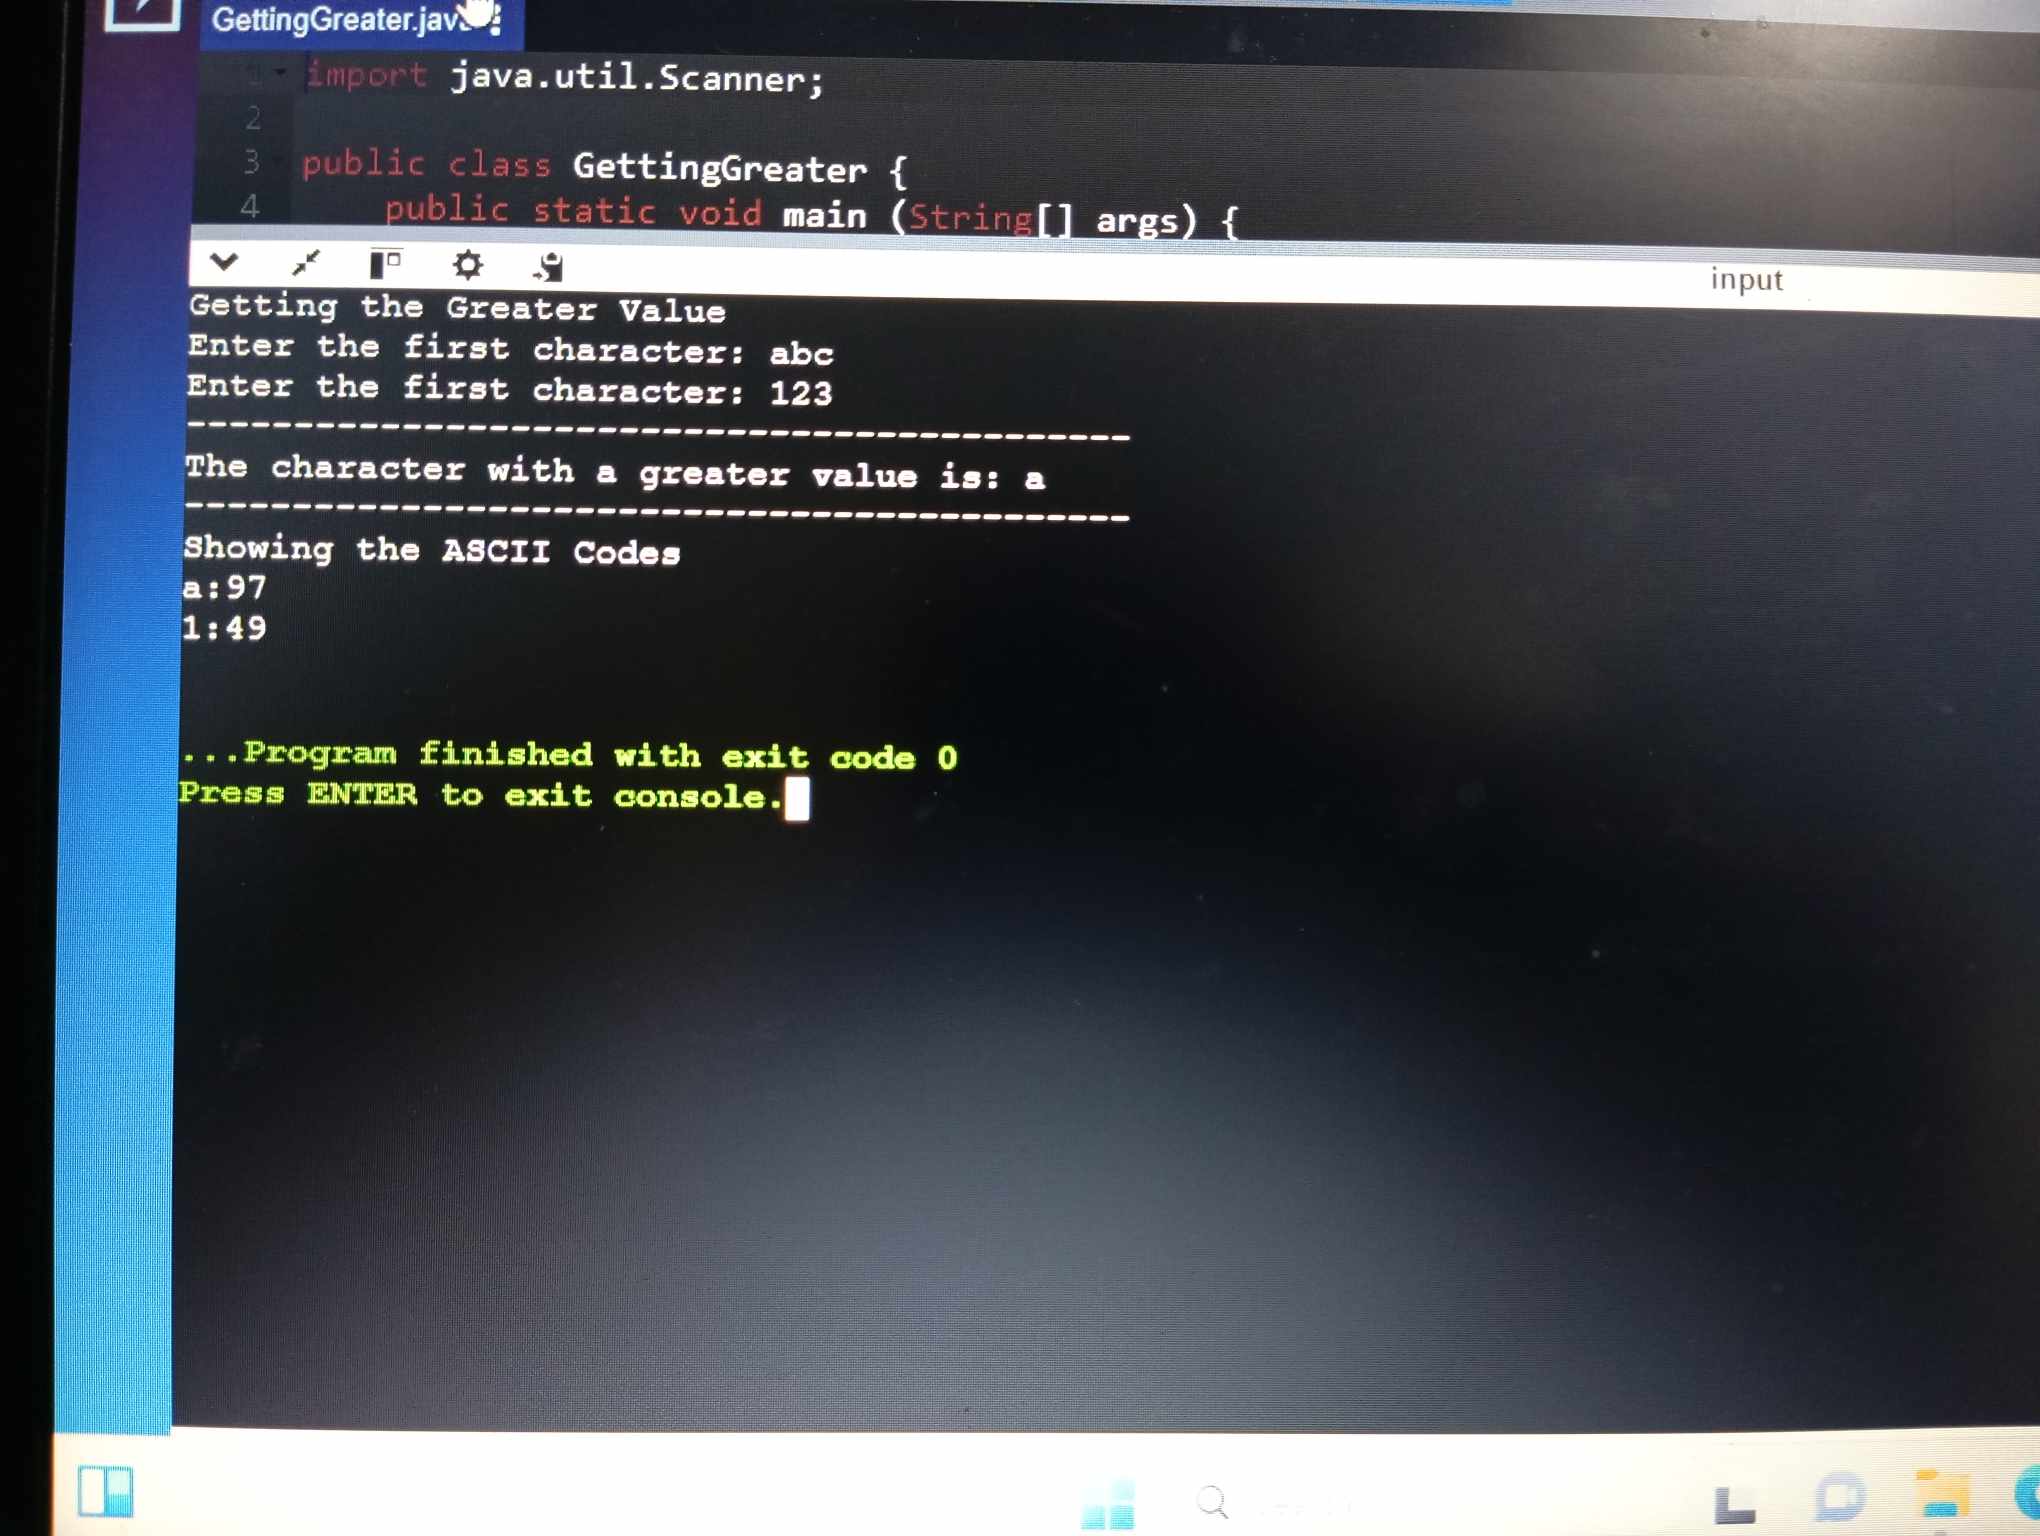 GettingGreater.java
1 import java.util.Scanner;
2
3 public class GettingGreater {
4 public static void main (String[] args) {
input
Getting the Greater Value
Enter the first character: abc
Enter the first character: 123
--------------------------------------------
The character with a greater value is: a
--------------------------------------------
Showing the ASCII Codes
a:97
1:49
...Program finished with exit code 0
Press ENTER to exit console.